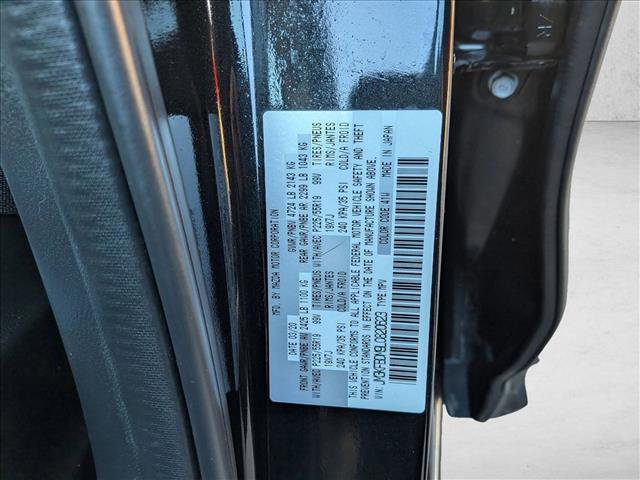 MFD. BY MAZDA MOTOR CORPORATION
DATE 03/20 GVWR/PNBV 4724 LB 2143 KG
FRONT GAWR/PNBE AV 2425 LB 1100 KG REAR GAWR/PNBE AR 2299 LB 1043 KG
WITH/AVEC P225/55R19 99V TIRES/PNEUS WITH/AVEC P225/55R19 99V TIRES/PNEUS
19X7J RIMS/JANTES 19X7J RIMS/JANTES
240 KPA/35 PSI COLD/A FROID 240 KPA/35 PSI COLD/A FROID
THIS VEHICLE CONFORMS TO ALL APPLICABLE FEDERAL MOTOR VEHICLE SAFETY AND THEFT
PREVENTION STANDARDS IN EFFECT ON THE DATE OF MANUFACTURE SHOWN ABOVE.
VIN: TYPE: MPV COLOR CODE: 41W MADE IN JAPAN